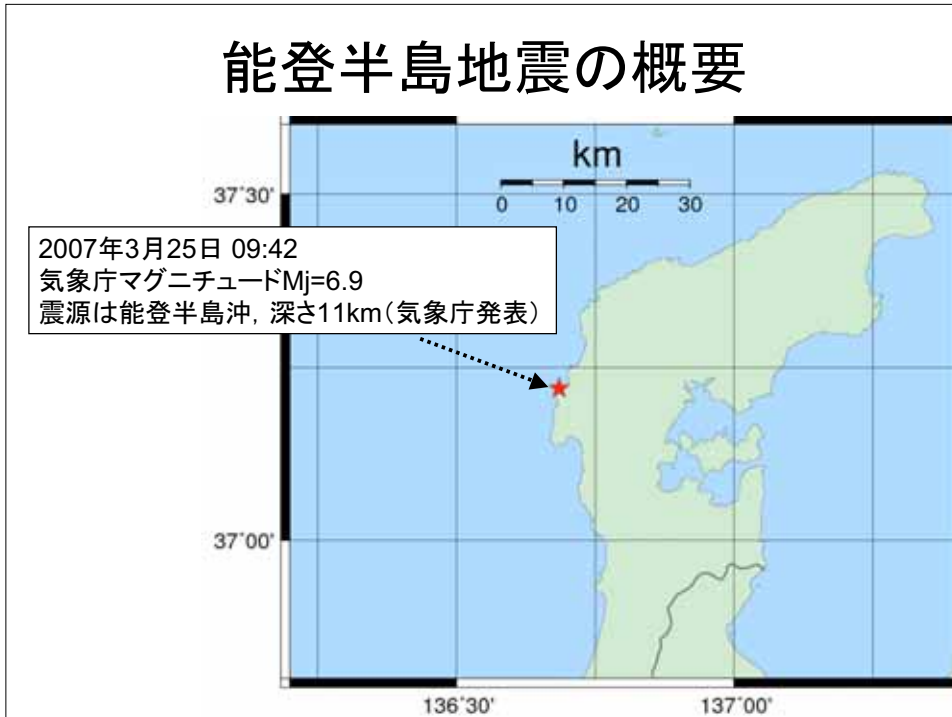 能登半島地震の概要
km
0 10 20 30
37°30'
2007年3月25日 09:42
気象庁マグニチュードMj=6.9
震源は能登半島沖，深さ11km（気象庁発表）
37°00'
136°30' 137°00'